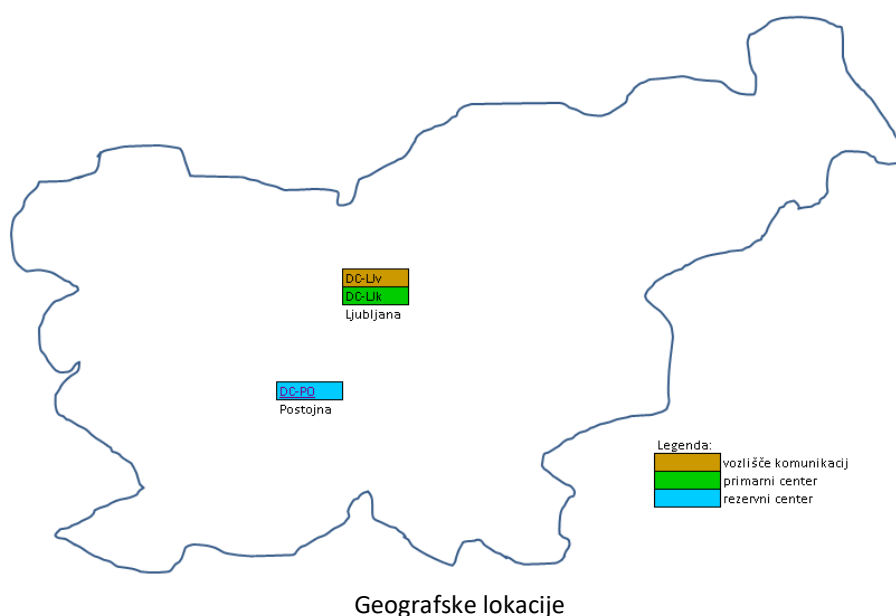 DC-LJv
DC-LJk
Ljubljana
DC-PO
Postojna
Legenda:
vozlišče komunikacij
primarni center
rezervni center
Geografske lokacije